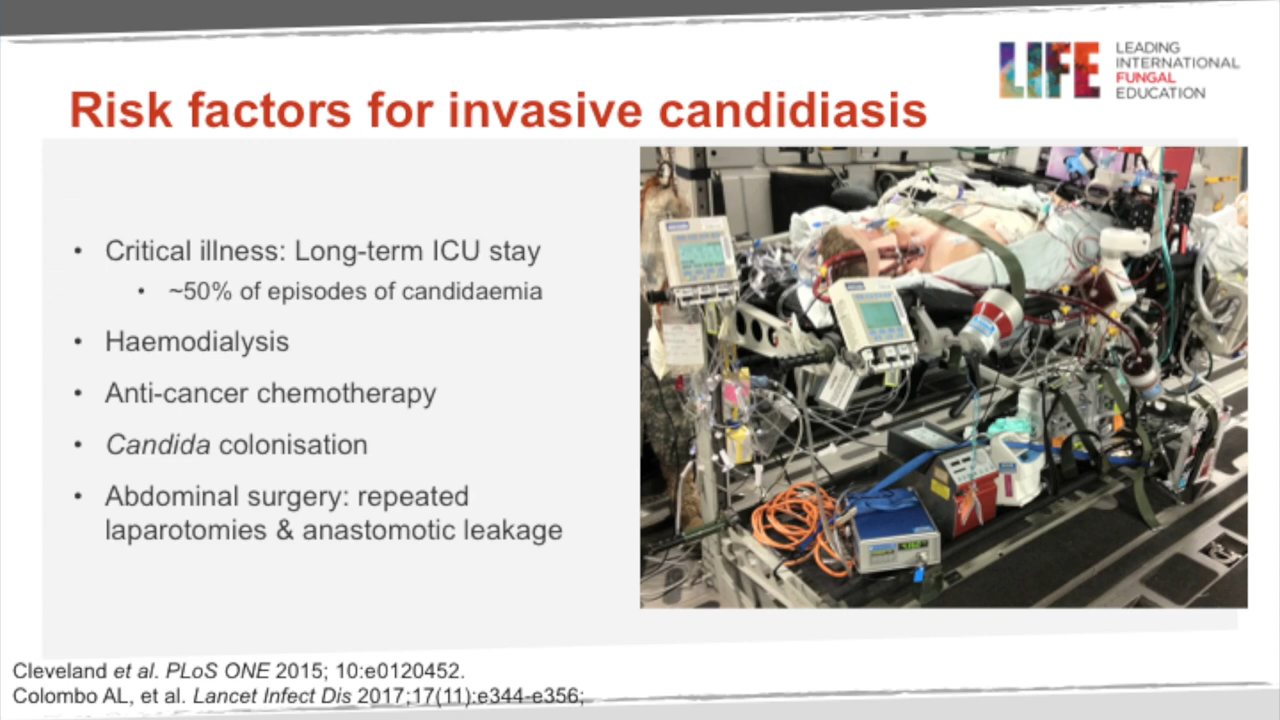 LIFE LEADING
INTERNATIONAL
FUNGAL
EDUCATION
Risk factors for invasive candidiasis
• Critical illness: Long-term ICU stay
• ~50% of episodes of candidaemia
• Haemodialysis
• Anti-cancer chemotherapy
• Candida colonisation
• Abdominal surgery: repeated
laparotomies & anastomotic leakage
Cleveland et al. PLoS ONE 2015; 10:e0120452.
Colombo AL, et al. Lancet Infect Dis 2017;17(11):e344-e356;